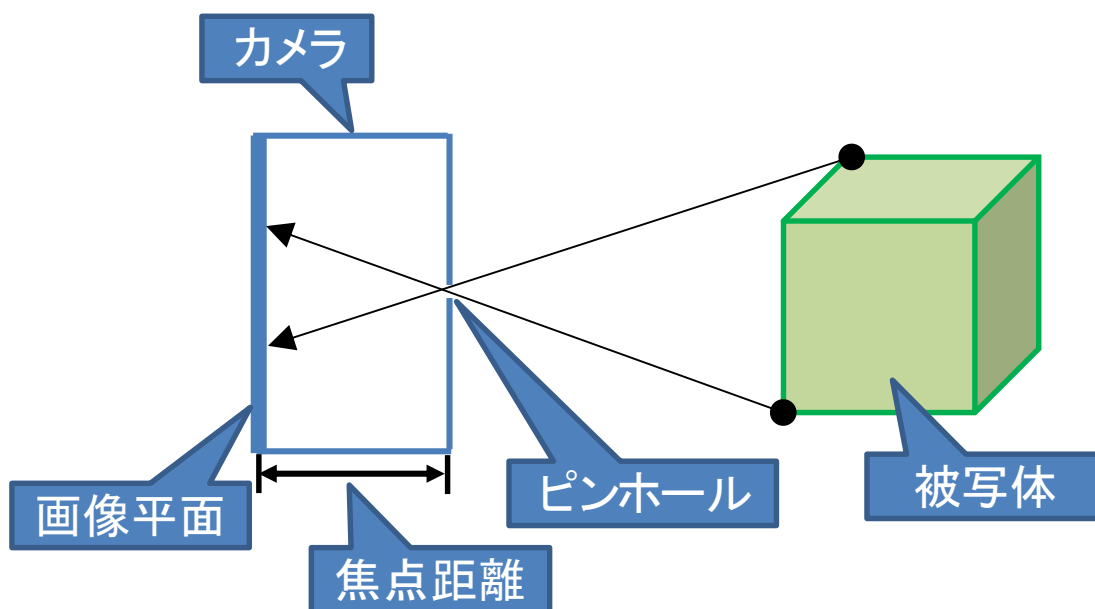 カメラ
ピンホール
被写体
画像平面
焦点距離